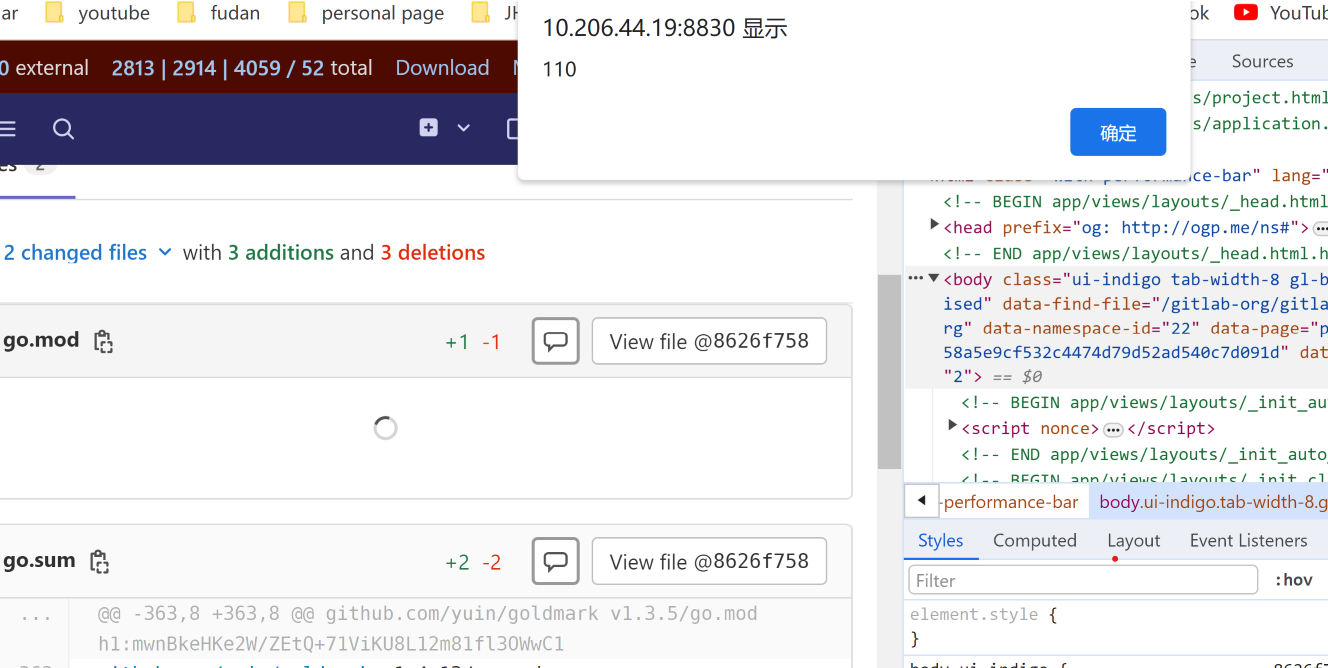 ar youtube fudan personal page JH
ok YouTub
10.206.44.19:8830 显示
110
确定
0 external 2813 | 2914 | 4059 / 52 total Download
e Sources
s/project.html
s/application.
es 2
html class="with-performance-bar" lang="
<!-- BEGIN app/views/layouts/_head.html
<head prefix="og: http://ogp.me/ns#">
<!-- END app/views/layouts/_head.html.h
<body class="ui-indigo tab-width-8 gl-b
ised" data-find-file="/gitlab-org/gitla
rg" data-namespace-id="22" data-page="p
58a5e9cf532c4474d79d52ad540c7d091d" dat
"2"> == $0
<!-- BEGIN app/views/layouts/_init_au
<script nonce>…</script>
<!-- END app/views/layouts/_init_auto
<!-- BEGIN app/views/layouts/_init_cl
-performance-bar body.ui-indigo.tab-width-8.g
Styles Computed Layout Event Listeners
Filter :hov
element.style {
}
body.ui-indigo {
2 changed files with 3 additions and 3 deletions
go.mod +1 -1 View file @8626f758
go.sum +2 -2 View file @8626f758
... @@ -363,8 +363,8 @@ github.com/yuin/goldmark v1.3.5/go.mod
h1:mwnBkeHKe2W/ZEtQ+71ViKU8L12m81fl3OWwC1